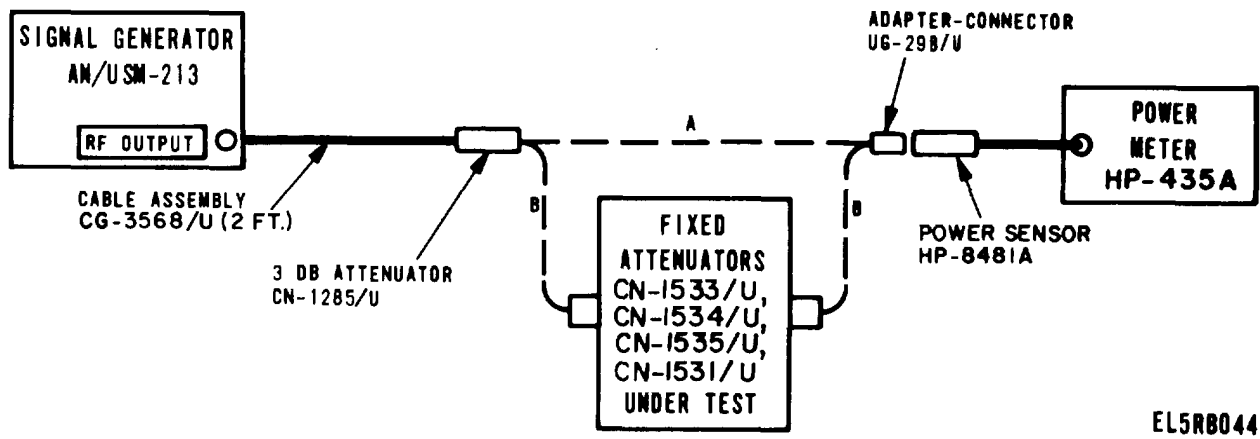 SIGNAL GENERATOR
AN/USM-213
RF OUTPUT
CABLE ASSEMBLY
CG-3568/U (2 FT.)
3 DB ATTENUATOR
CN-1285/U
A
B
FIXED
ATTENUATORS
CN-1533/U,
CN-1534/U,
CN-1535/U,
CN-1531/U
UNDER TEST
B
ADAPTER-CONNECTOR
UG-29B/U
POWER SENSOR
HP-8481A
POWER
METER
HP-435A
EL5RB044